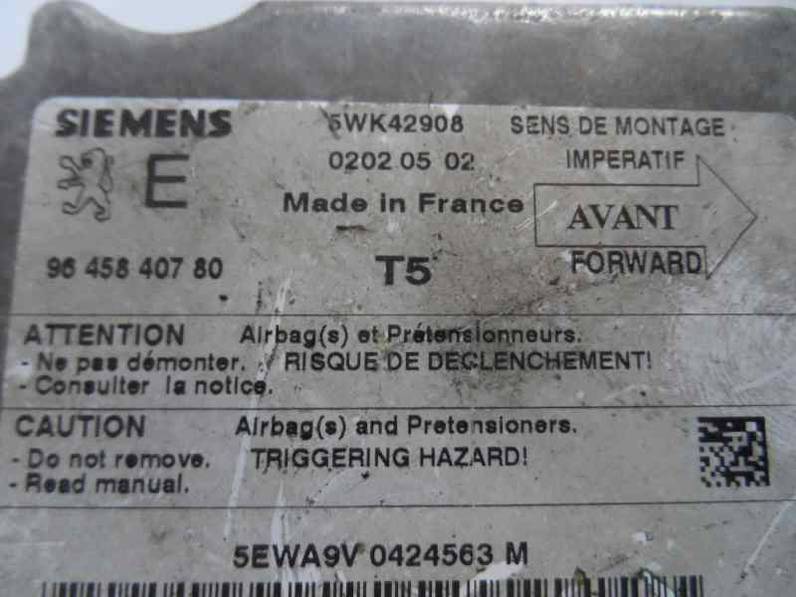 SIEMENS 5WK42908 SENS DE MONTAGE
E 0202 05 02 IMPERATIF
Made in France AVANT
96 458 407 80 T5 FORWARD
ATTENTION Airbag(s) et Prétensionneurs.
- Ne pas démonter. RISQUE DE DECLENCHEMENT!
- Consulter la notice.
CAUTION Airbag(s) and Pretensioners.
- Do not remove. TRIGGERING HAZARD!
- Read manual.
5EWA9V 0424563 M